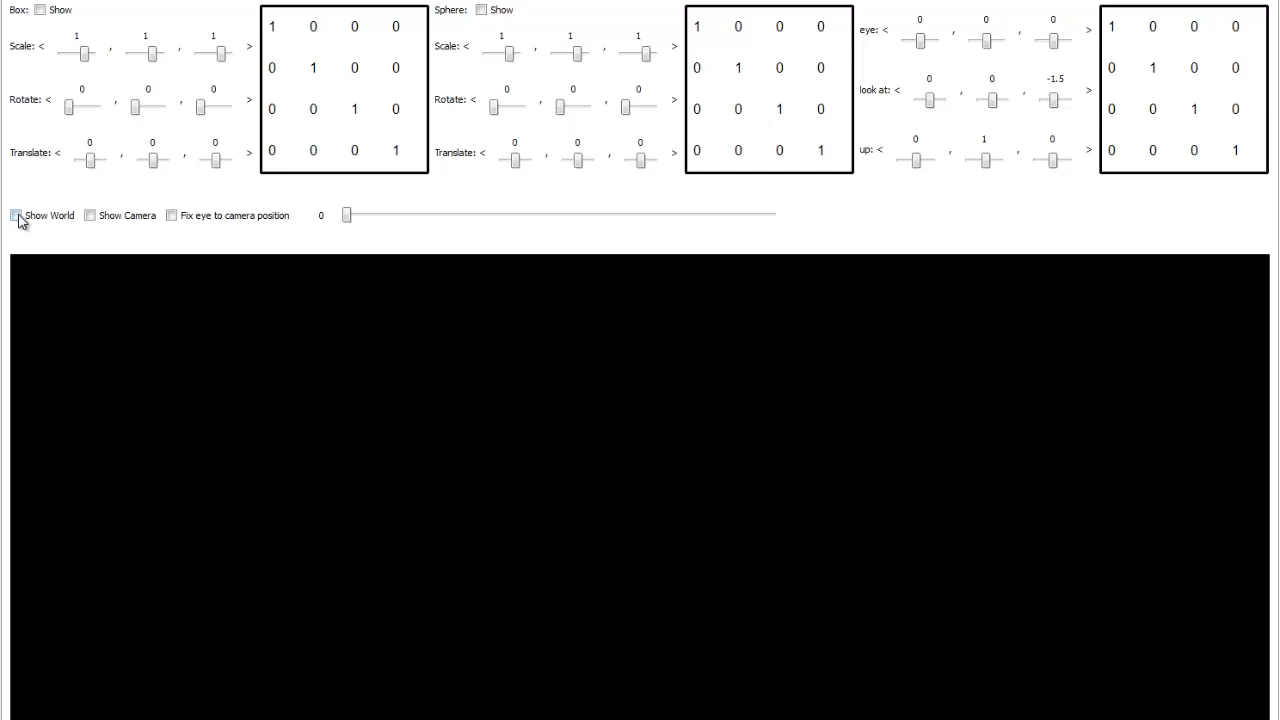 Box: Show
Scale: < 1 , 1 , 1 >
Rotate: < 0 , 0 , 0 >
Translate: < 0 , 0 , 0 >
1 0 0 0
0 1 0 0
0 0 1 0
0 0 0 1
Sphere: Show
Scale: < 1 , 1 , 1 >
Rotate: < 0 , 0 , 0 >
Translate: < 0 , 0 , 0 >
1 0 0 0
0 1 0 0
0 0 1 0
0 0 0 1
eye: < 0 , 0 , 0 >
look at: < 0 , 0 , -1.5 >
up: < 0 , 1 , 0 >
1 0 0 0
0 1 0 0
0 0 1 0
0 0 0 1
Show World Show Camera Fix eye to camera position 0